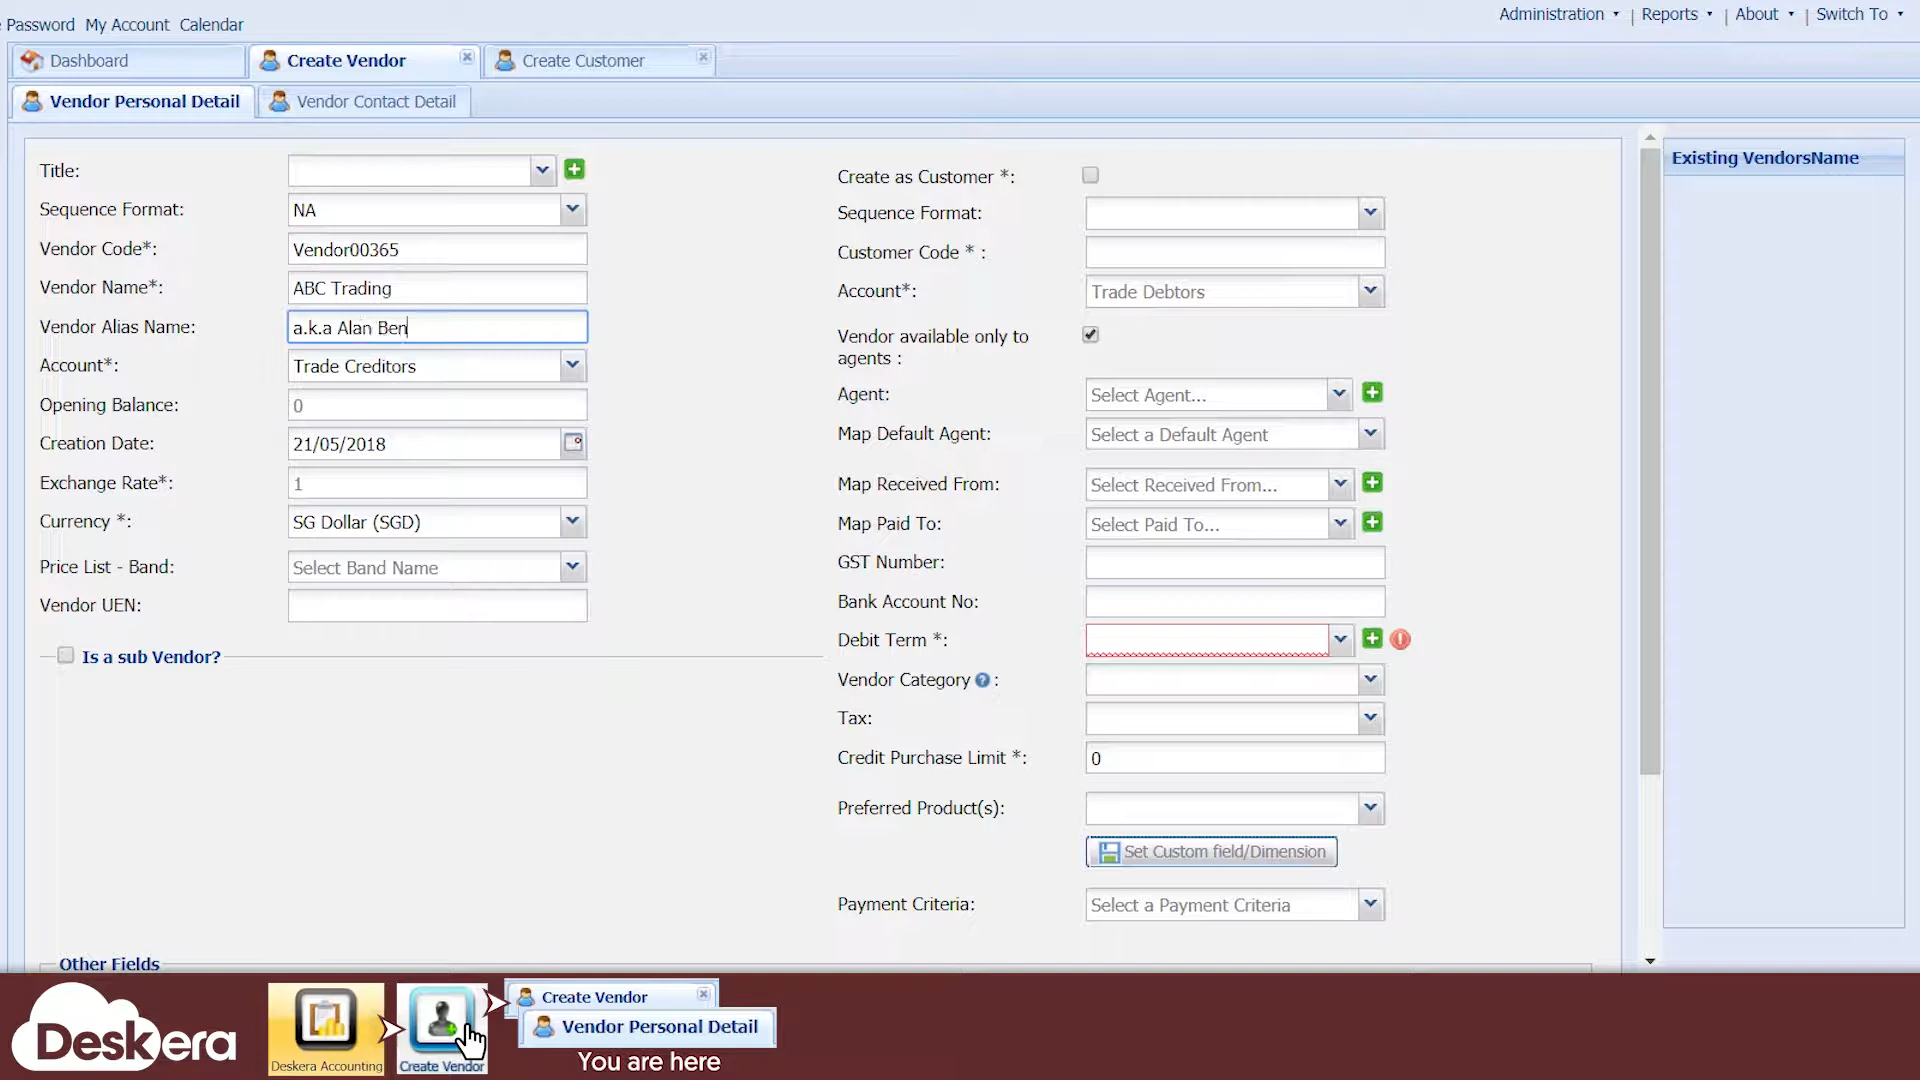 Password My Account Calendar
Administration | Reports | About | Switch To
Dashboard
Create Vendor
Create Customer
Vendor Personal Detail
Vendor Contact Detail
Title:
Sequence Format: NA
Vendor Code*: Vendor00365
Vendor Name*: ABC Trading
Vendor Alias Name: a.k.a Alan Ben
Account*: Trade Creditors
Opening Balance: 0
Creation Date: 21/05/2018
Exchange Rate*: 1
Currency *: SG Dollar (SGD)
Price List - Band: Select Band Name
Vendor UEN:
Is a sub Vendor?
Create as Customer *:
Sequence Format:
Customer Code * :
Account*: Trade Debtors
Vendor available only to
agents :
Agent: Select Agent...
Map Default Agent: Select a Default Agent
Map Received From: Select Received From...
Map Paid To: Select Paid To...
GST Number:
Bank Account No:
Debit Term *:
Vendor Category ? :
Tax:
Credit Purchase Limit *: 0
Preferred Product(s):
Set Custom field/Dimension
Payment Criteria: Select a Payment Criteria
Existing VendorsName
Other Fields
Deskera
Deskera Accounting
Create Vendor
Create Vendor
Vendor Personal Detail
You are here